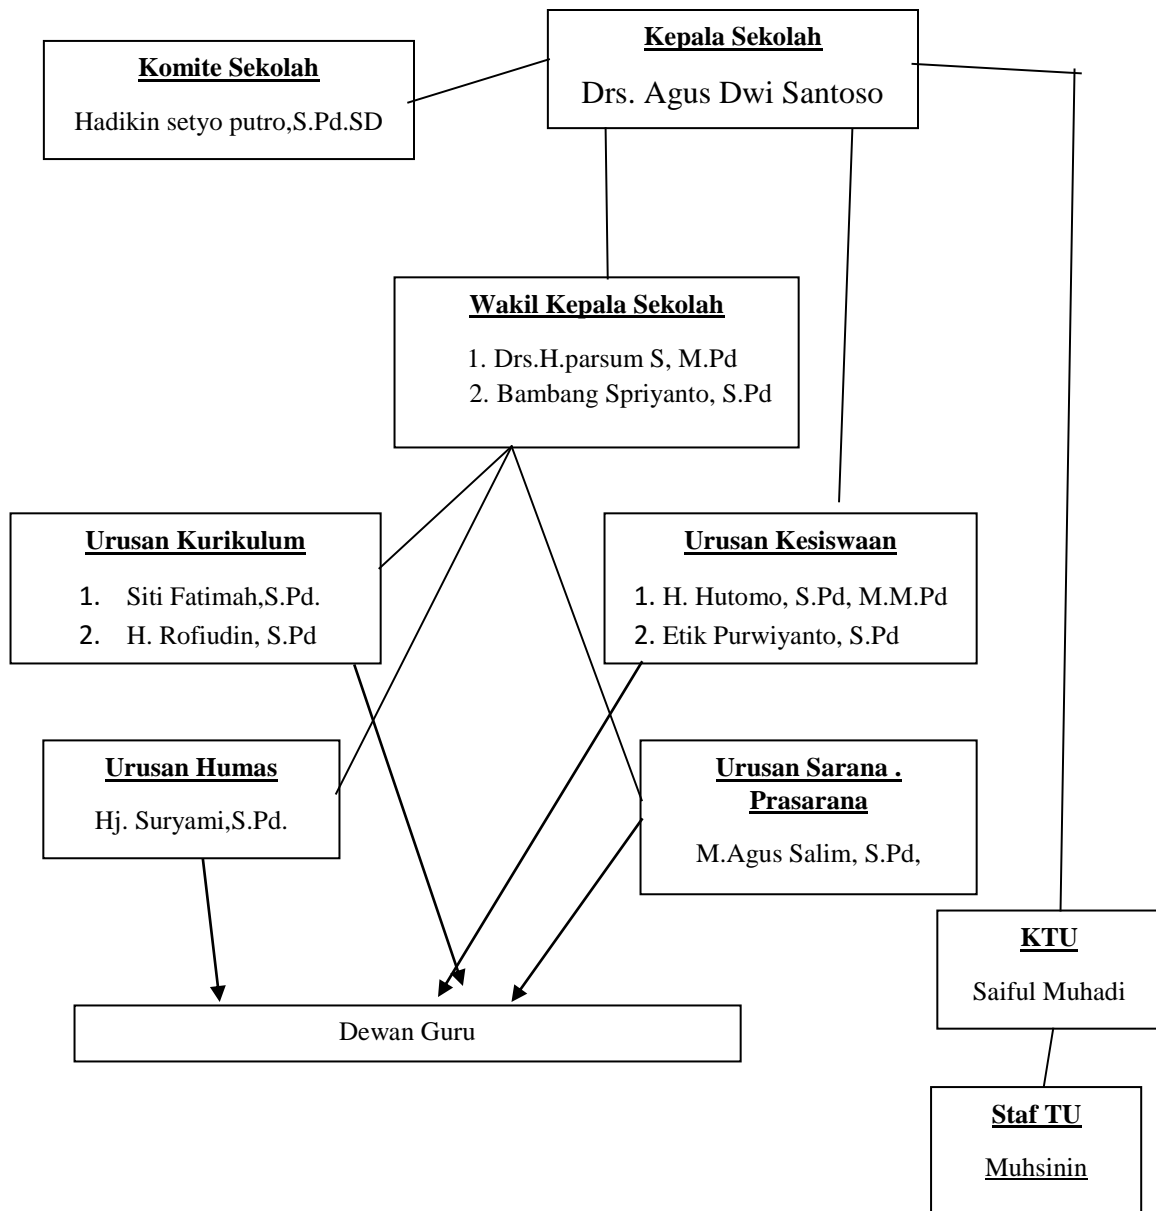 Kepala Sekolah
Drs. Agus Dwi Santoso
Komite Sekolah
Hadikin setyo putro,S.Pd.SD
Wakil Kepala Sekolah
1. Drs.H.parsum S, M.Pd
2. Bambang Spriyanto, S.Pd
Urusan Kurikulum
1. Siti Fatimah,S.Pd.
2. H. Rofiudin, S.Pd
Urusan Kesiswaan
1. H. Hutomo, S.Pd, M.M.Pd
2. Etik Purwiyanto, S.Pd
Urusan Humas
Hj. Suryami,S.Pd.
Urusan Sarana .
Prasarana
M.Agus Salim, S.Pd,
KTU
Saiful Muhadi
Dewan Guru
Staf TU
Muhsinin